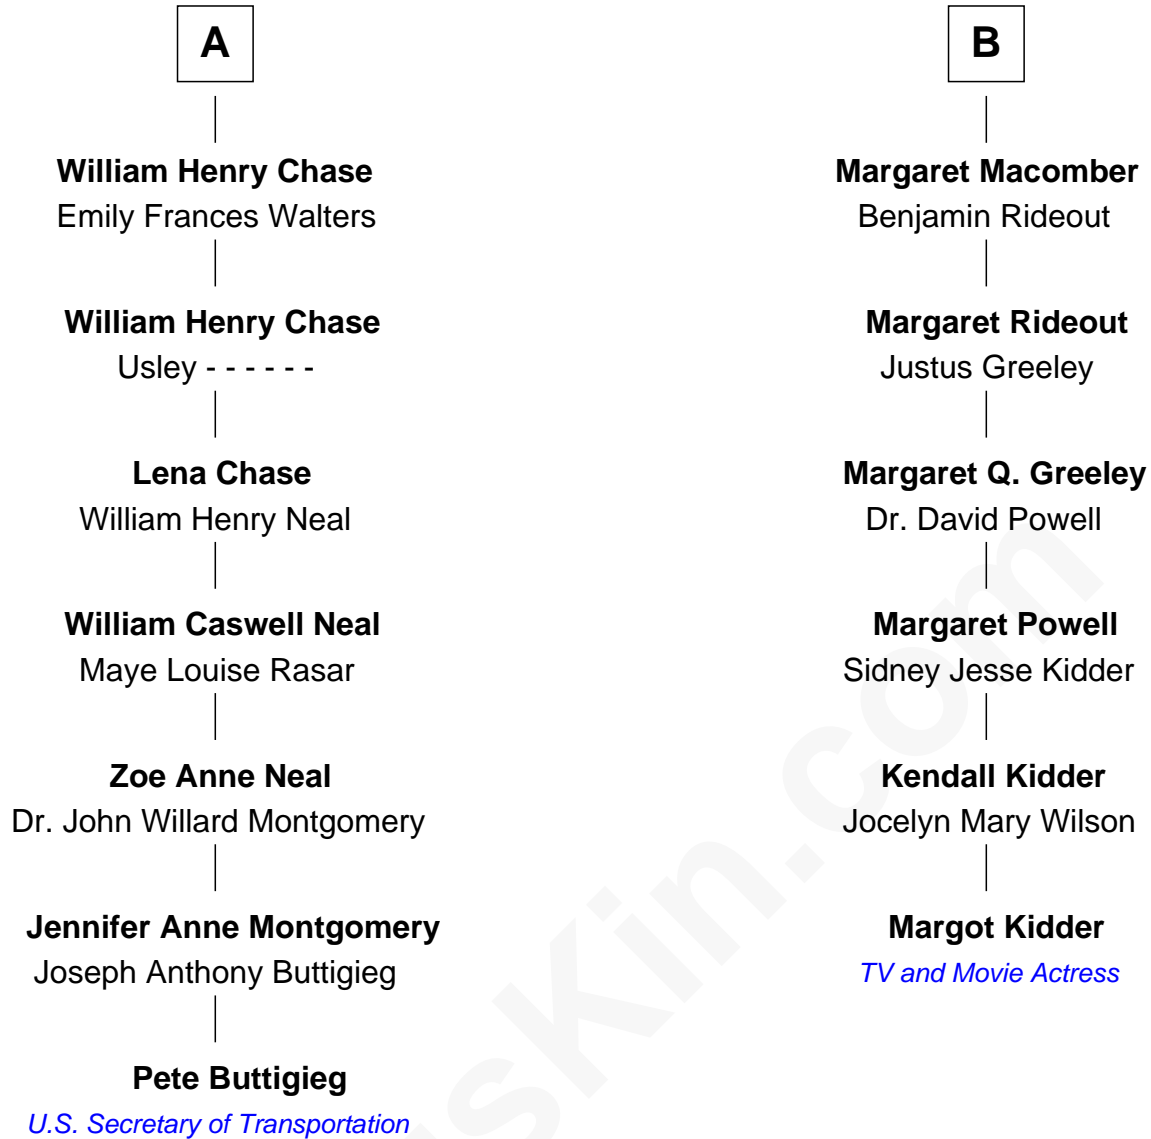 A
William Henry Chase
Emily Frances Walters
William Henry Chase
Usley - - - - - -
Lena Chase
William Henry Neal
William Caswell Neal
Maye Louise Rasar
Zoe Anne Neal
Dr. John Willard Montgomery
Jennifer Anne Montgomery
Joseph Anthony Buttigieg
Pete Buttigieg
U.S. Secretary of Transportation
B
Margaret Macomber
Benjamin Rideout
Margaret Rideout
Justus Greeley
Margaret Q. Greeley
Dr. David Powell
Margaret Powell
Sidney Jesse Kidder
Kendall Kidder
Jocelyn Mary Wilson
Margot Kidder
TV and Movie Actress
usKin.com